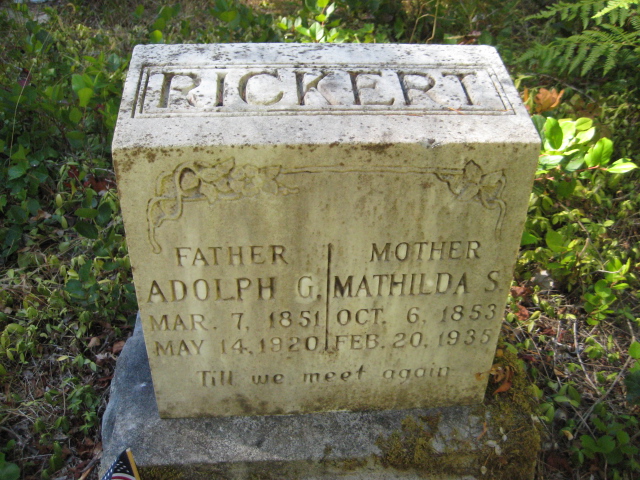 RICKERT
FATHER MOTHER
ADOLPH G. MATHILDA S.
MAR. 7, 1851 OCT. 6, 1853
MAY 14, 1920 FEB. 20, 1935
Till we meet again